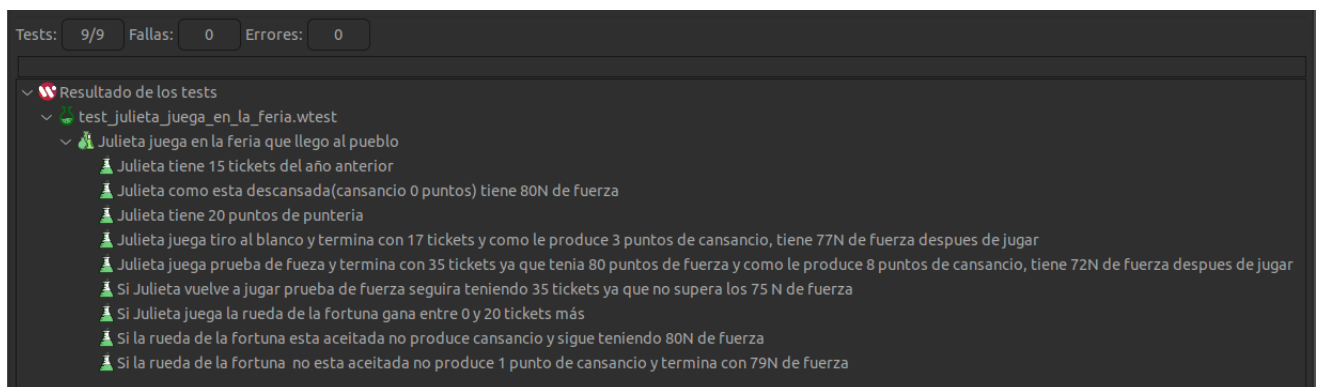 Tests: 9/9 Fallas: 0 Errores: 0
Resultado de los tests
test_julieta_juega_en_la_feria.wtest
Julieta juega en la feria que llego al pueblo
Julieta tiene 15 tickets del año anterior
Julieta como esta descansada(cansancio 0 puntos) tiene 80N de fuerza
Julieta tiene 20 puntos de punteria
Julieta juega tiro al blanco y termina con 17 tickets y como le produce 3 puntos de cansancio, tiene 77N de fuerza despues de jugar
Julieta juega prueba de fueza y termina con 35 tickets ya que tenia 80 puntos de fuerza y como le produce 8 puntos de cansancio, tiene 72N de fuerza despues de jugar
Si Julieta vuelve a jugar prueba de fuerza seguira teniendo 35 tickets ya que no supera los 75 N de fuerza
Si Julieta juega la rueda de la fortuna gana entre 0 y 20 tickets más
Si la rueda de la fortuna esta aceitada no produce cansancio y sigue teniendo 80N de fuerza
Si la rueda de la fortuna  no esta aceitada no produce 1 punto de cansancio y termina con 79N de fuerza